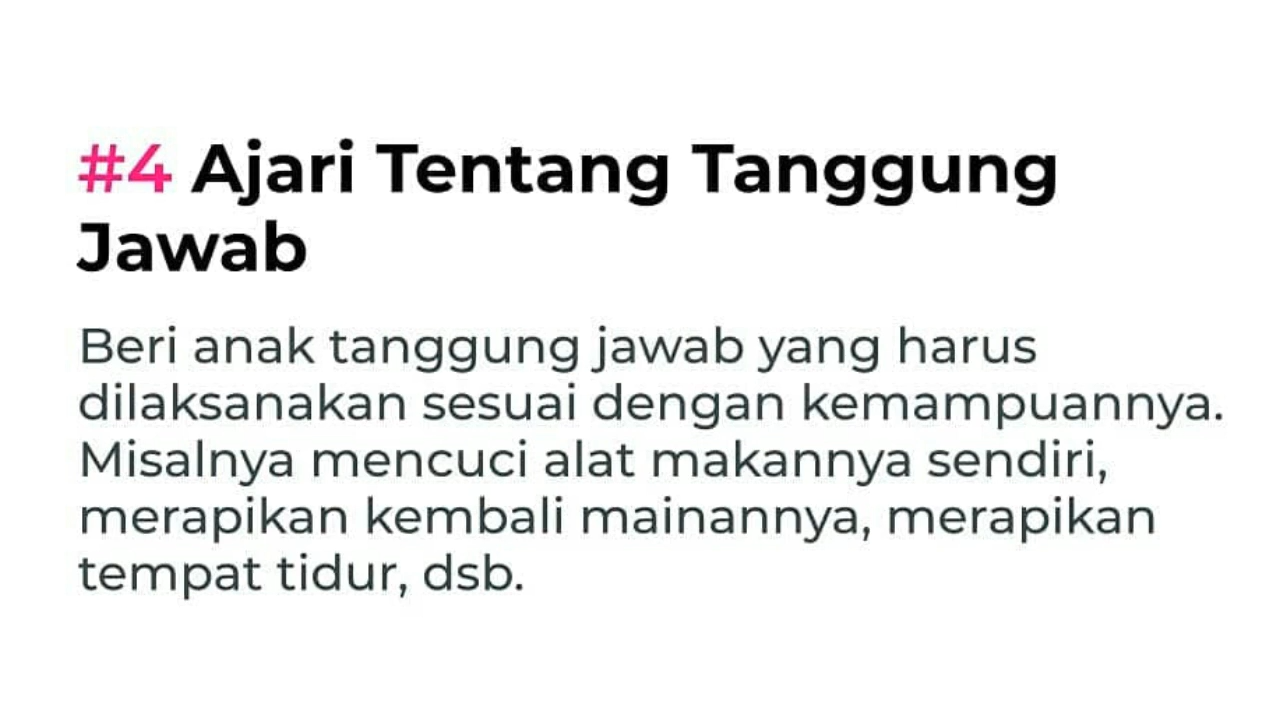 #4 Ajari Tentang Tanggung
Jawab
Beri anak tanggung jawab yang harus
dilaksanakan sesuai dengan kemampuannya.
Misalnya mencuci alat makannya sendiri,
merapikan kembali mainannya, merapikan
tempat tidur, dsb.